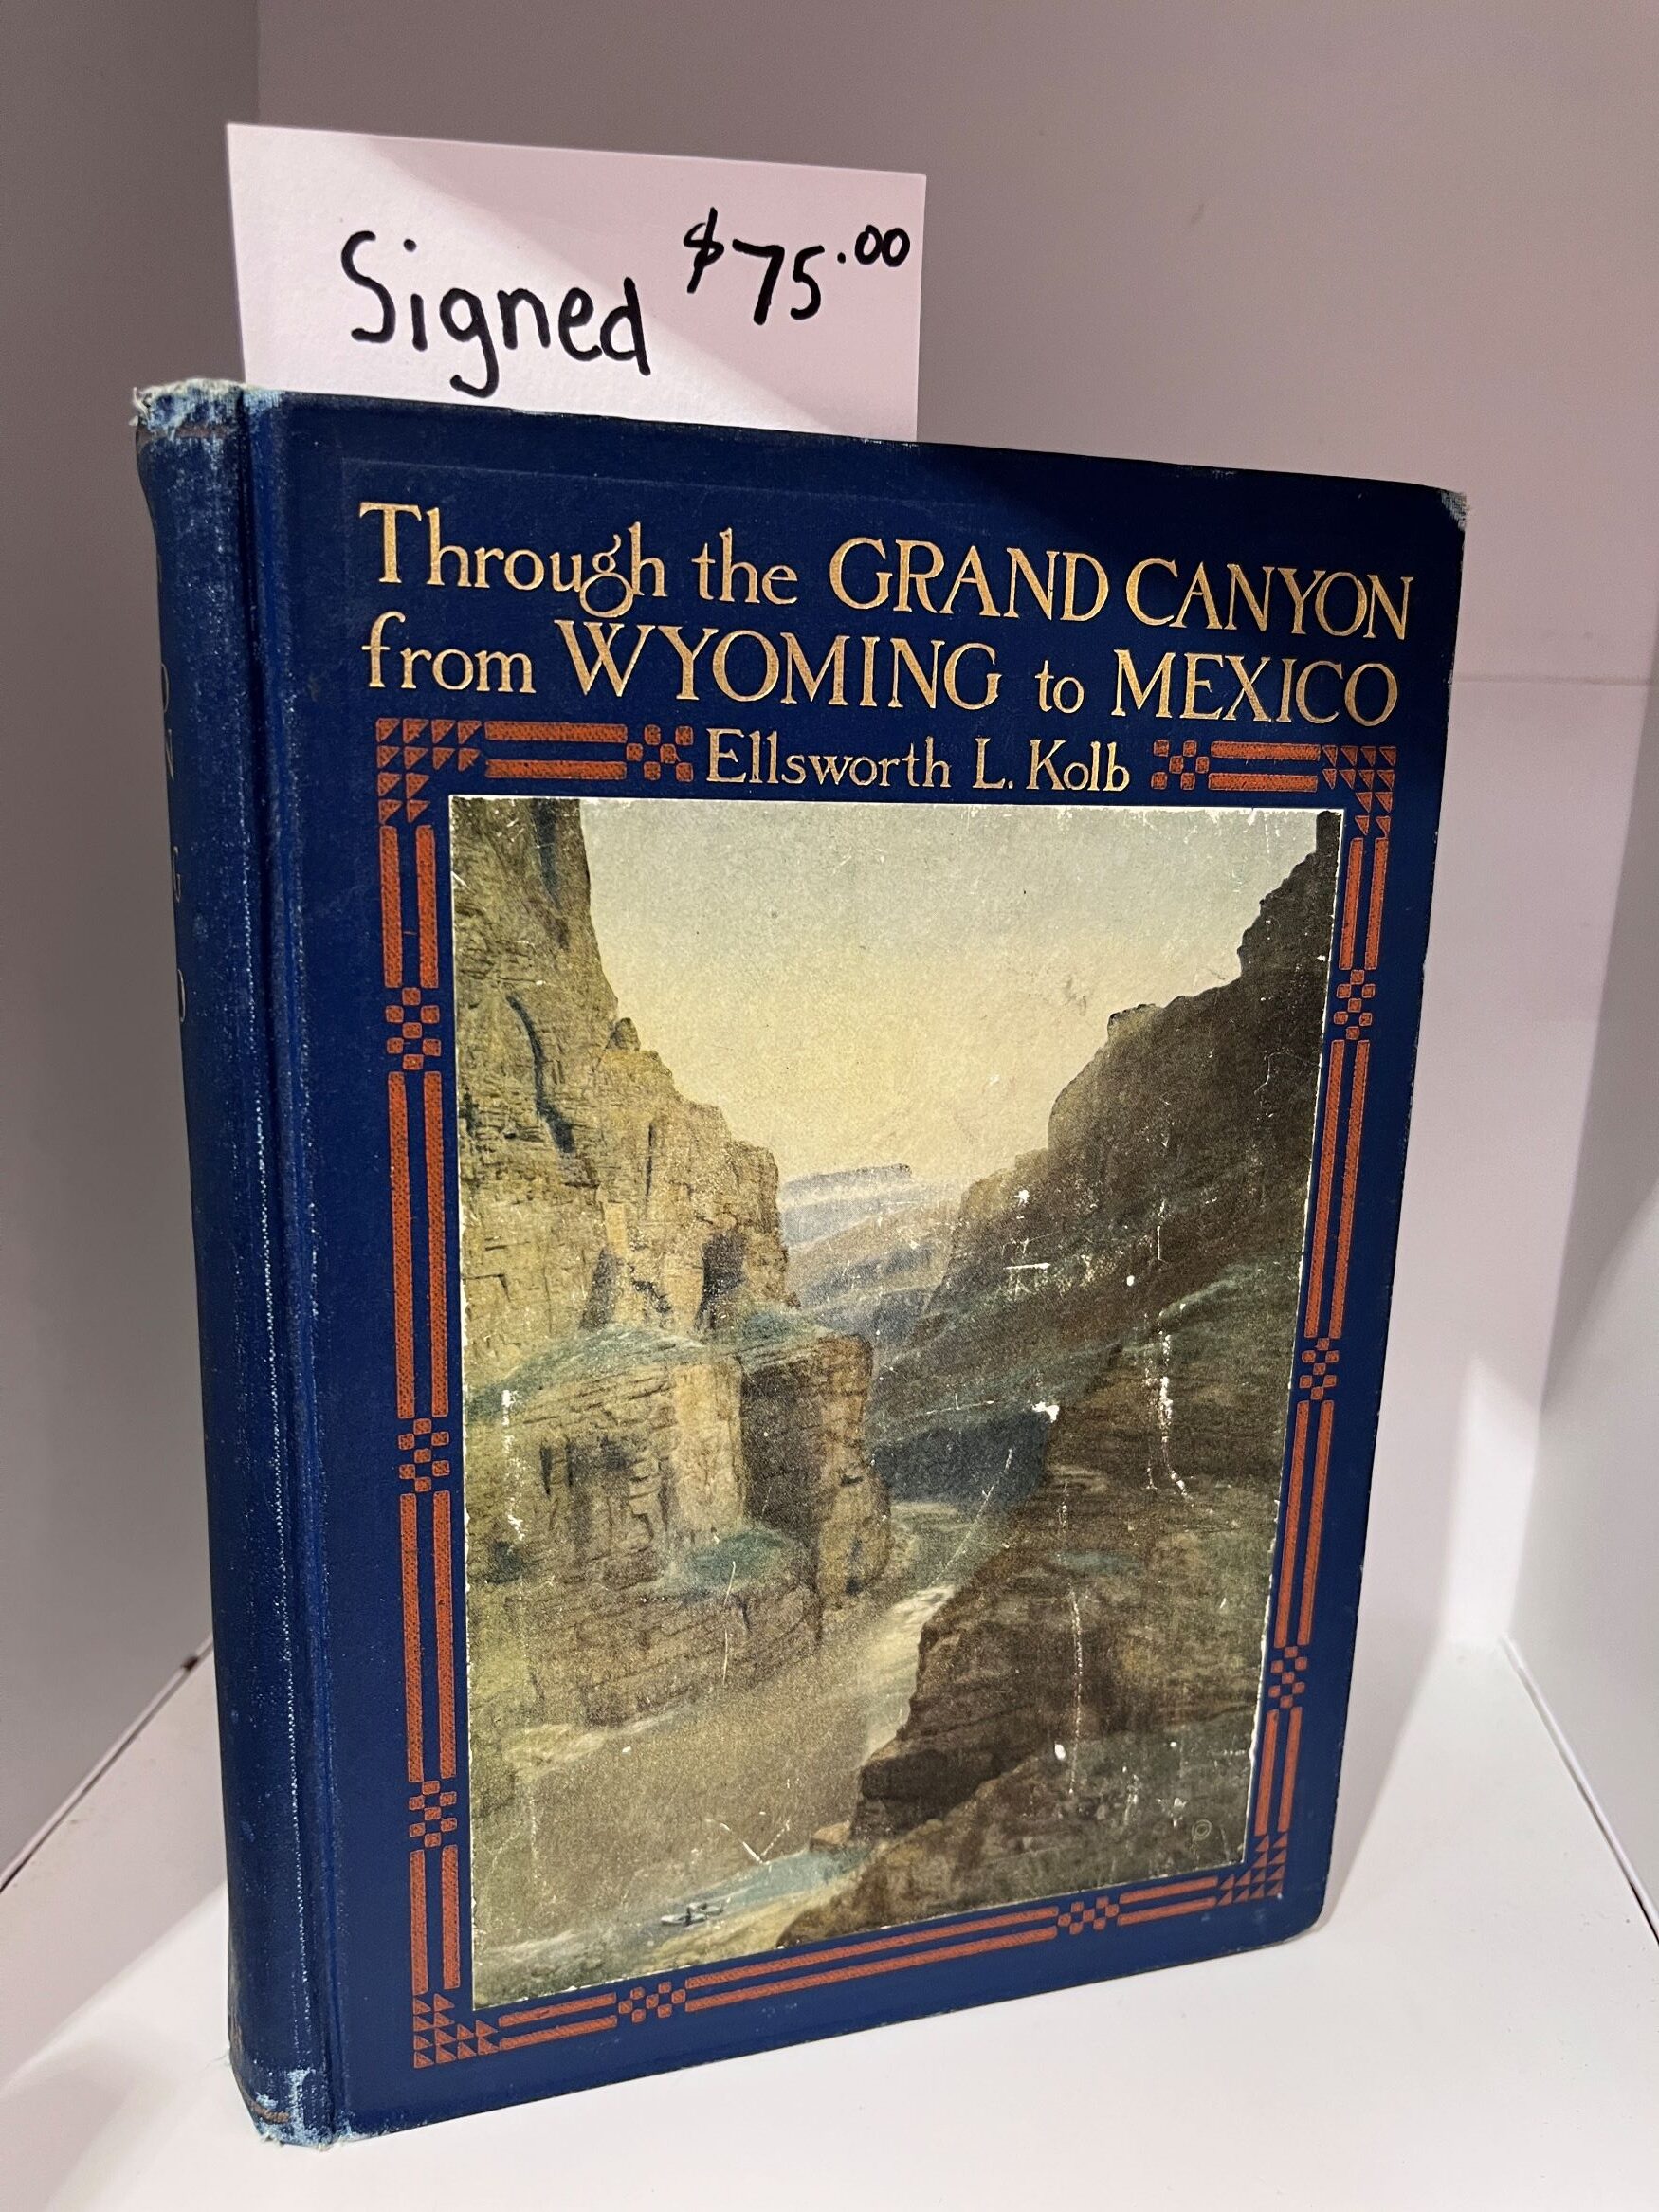 Signed $75.00
Through the GRAND CANYON
from WYOMING to MEXICO
Ellsworth L. Kolb